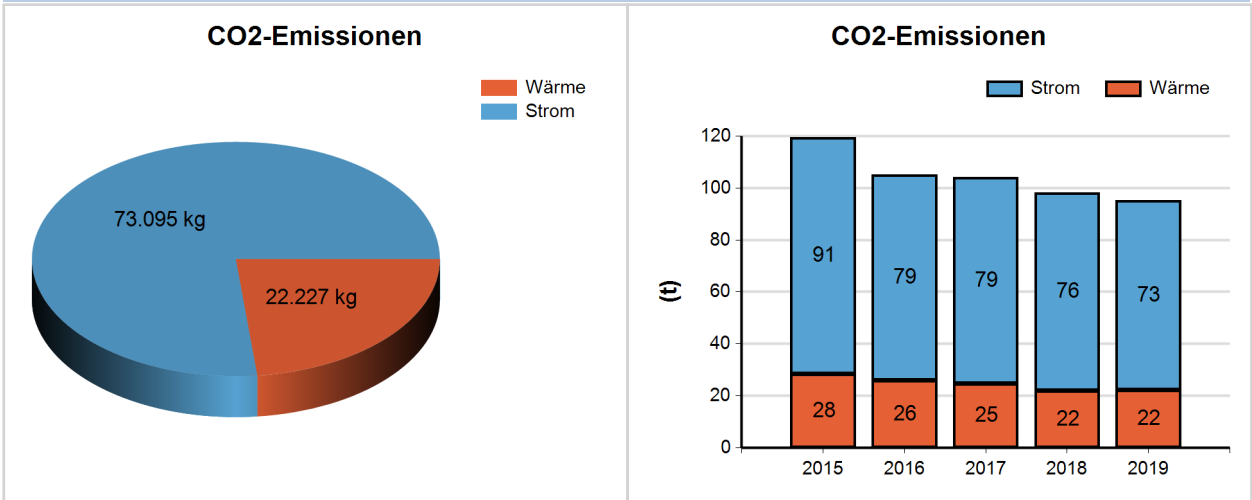 CO2-Emissionen
Wärme
Strom
73.095 kg
22.227 kg
CO2-Emissionen
Strom Wärme
120
100
80
60
40
20
0
(t)
91 79 79 76 73
28 26 25 22 22
2015 2016 2017 2018 2019